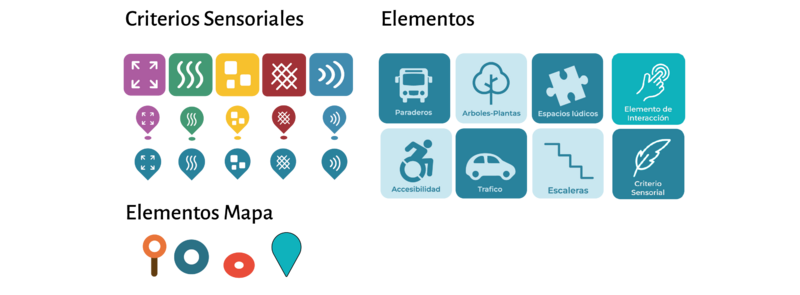 Criterios Sensoriales
Elementos
Paraderos
Arboles-Plantas
Espacios lúdicos
Elemento de
Interacción
Accesibilidad
Trafico
Escaleras
Criterio
Sensorial
Elementos Mapa